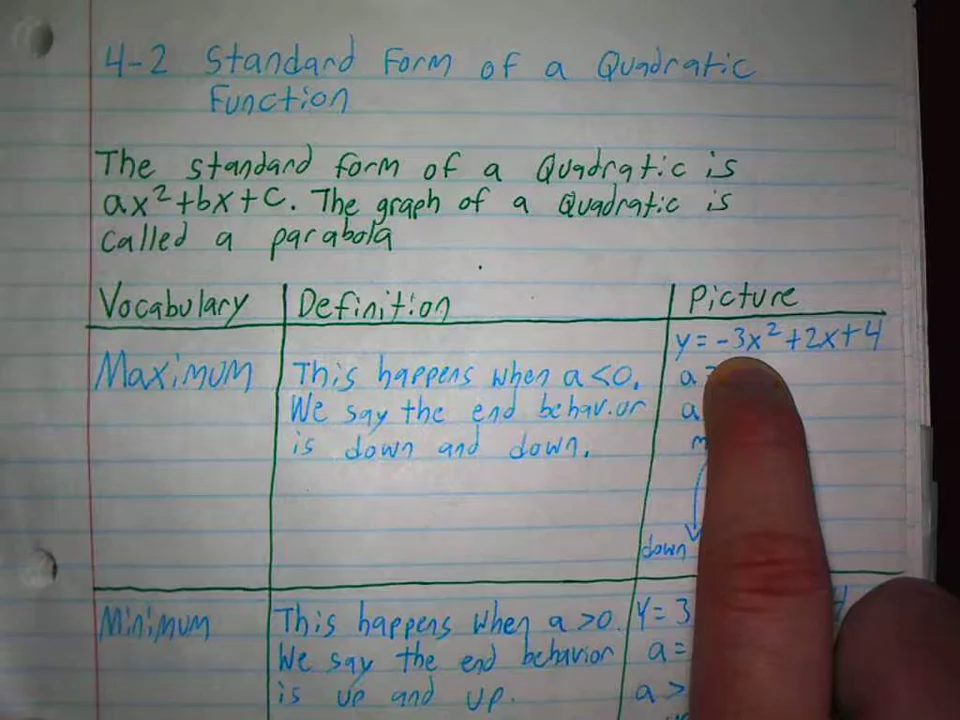 4-2 Standard Form of a Quadratic
Function
The standard form of a Quadratic is
ax²+bx+c. The graph of a Quadratic is
called a parabola
Vocabulary Definition Picture
y=-3x²+2x+4
Maximum This happens when a<0. a
We say the end behavior a
is down and down. m
down
Minimum This happens when a>0. y=3
We say the end behavior a=
is up and up. a>